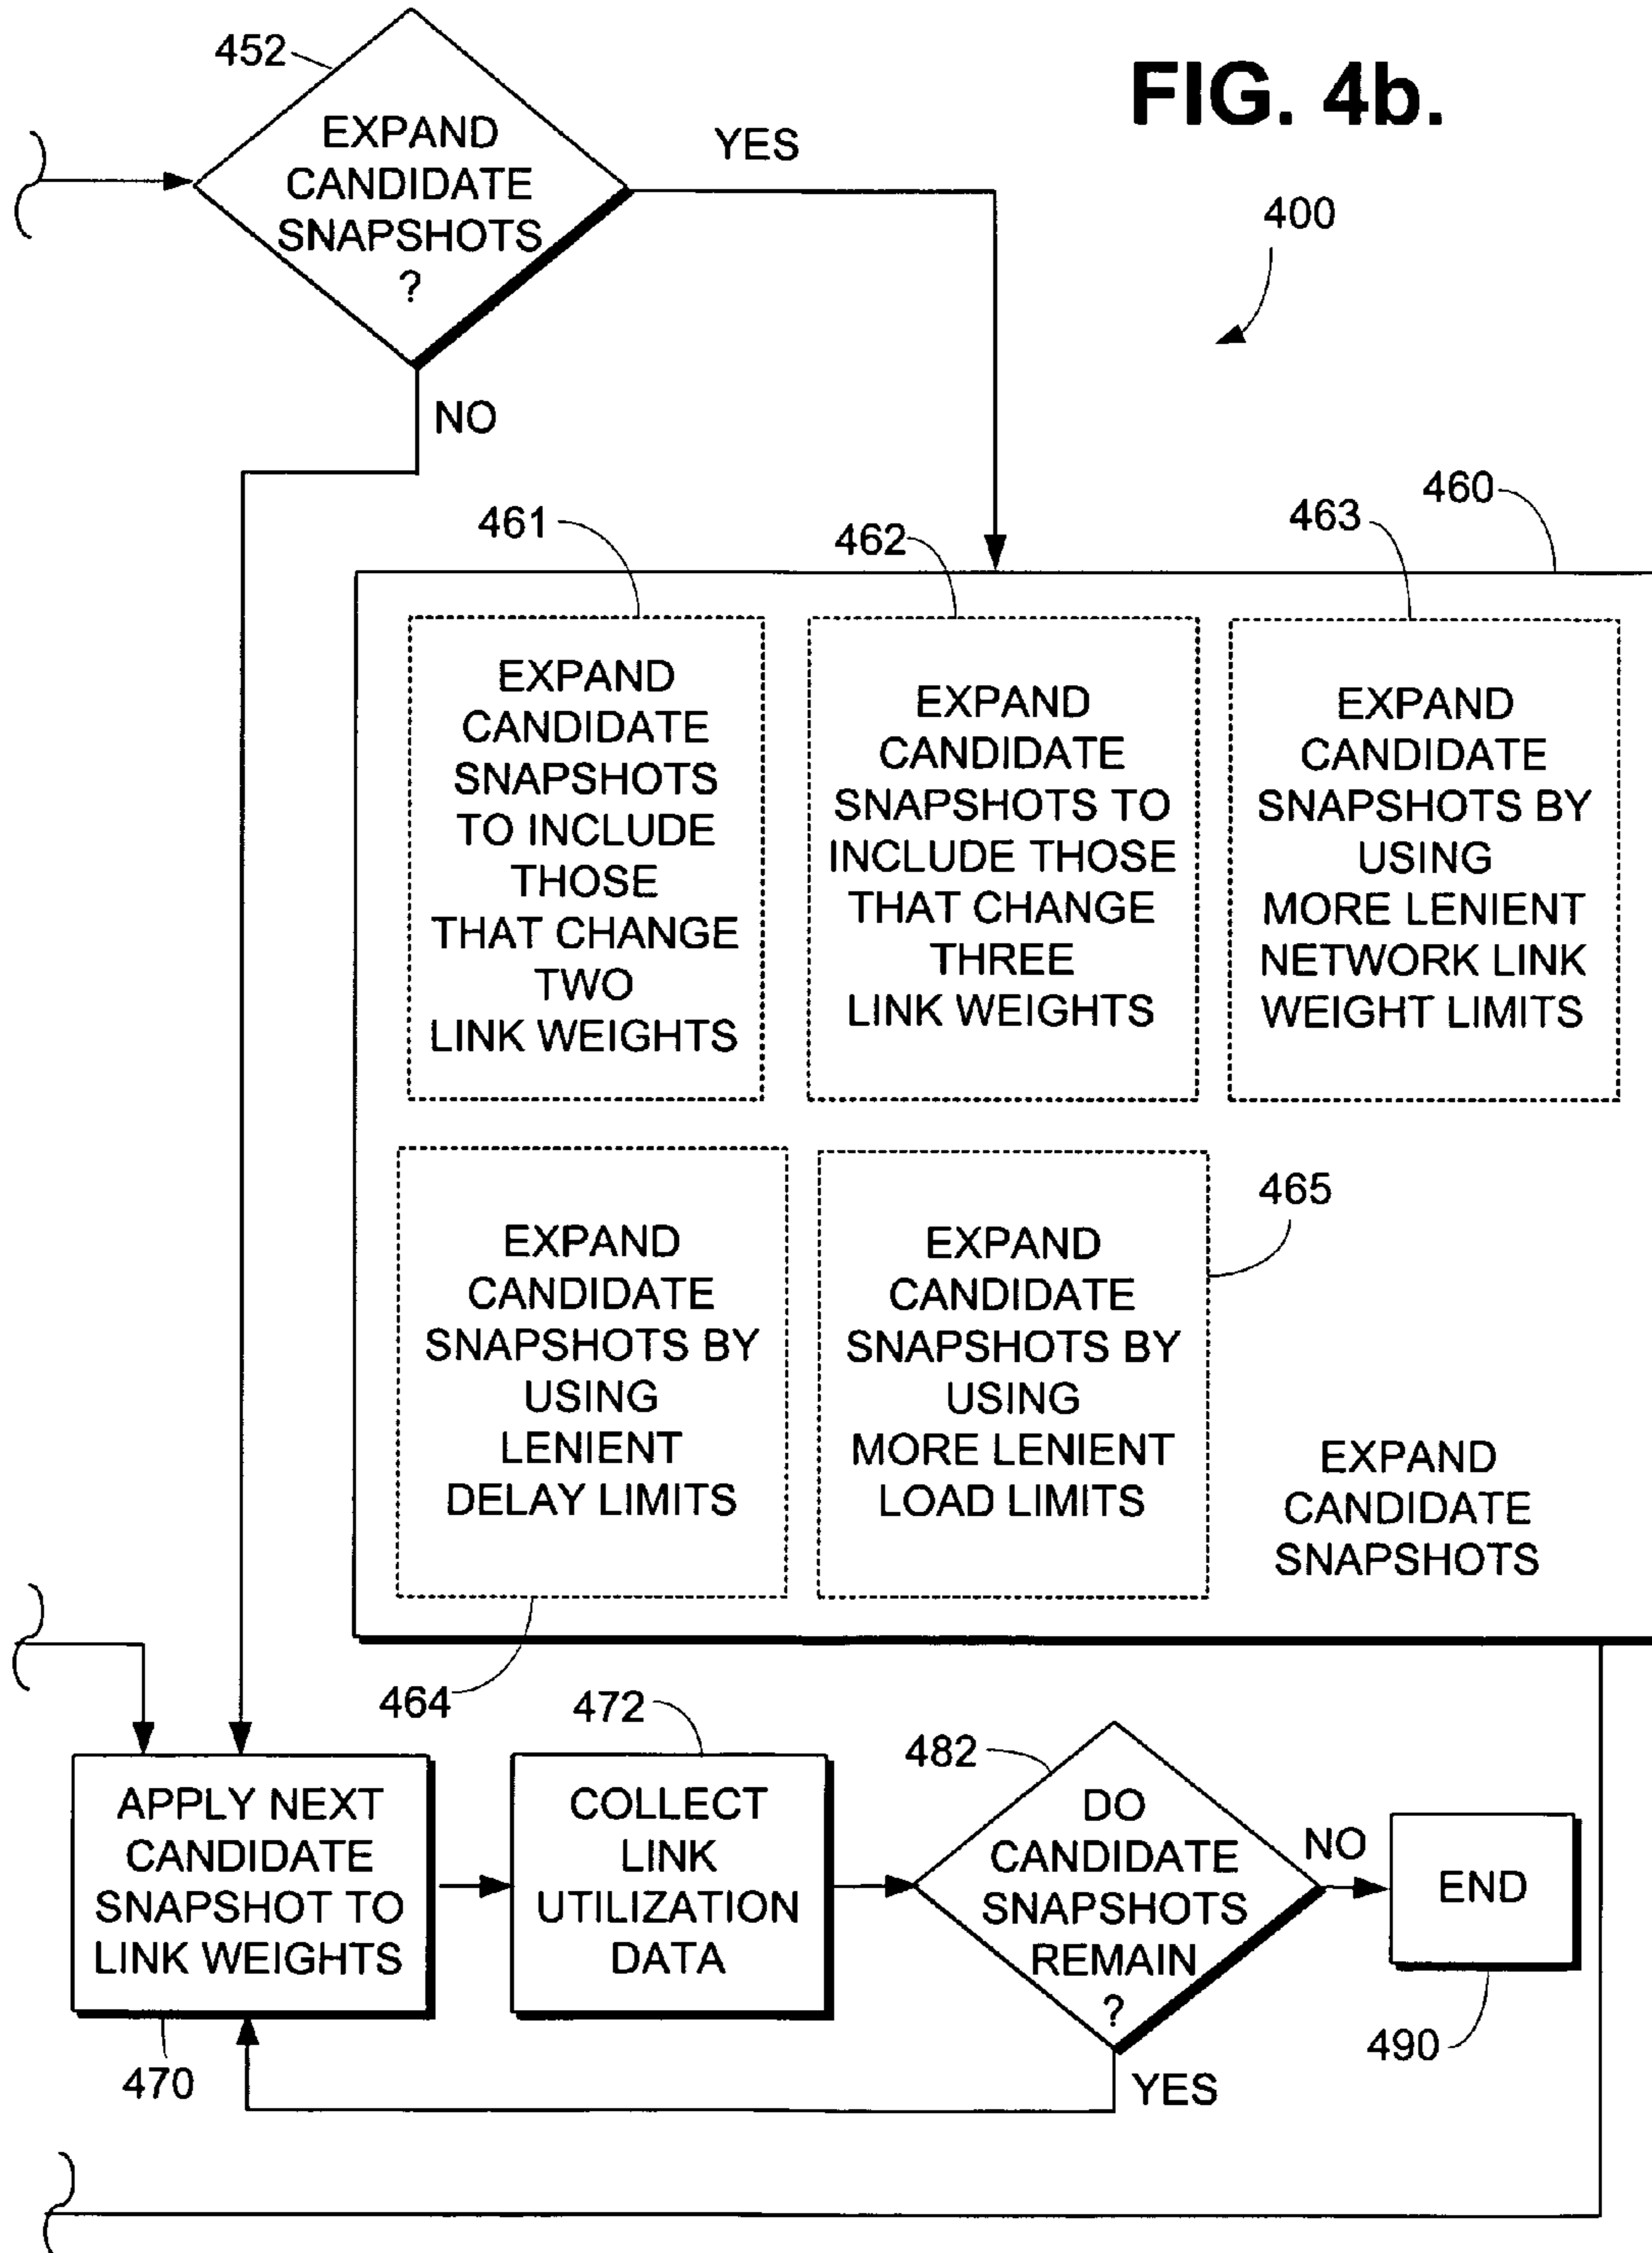 FIG. 4b.
452
EXPAND
CANDIDATE
SNAPSHOTS
?
YES
NO
400
460
461
462
463
EXPAND
CANDIDATE
SNAPSHOTS
TO INCLUDE
THOSE
THAT CHANGE
TWO
LINK WEIGHTS
EXPAND
CANDIDATE
SNAPSHOTS TO
INCLUDE THOSE
THAT CHANGE
THREE
LINK WEIGHTS
EXPAND
CANDIDATE
SNAPSHOTS BY
USING
MORE LENIENT
NETWORK LINK
WEIGHT LIMITS
EXPAND
CANDIDATE
SNAPSHOTS BY
USING
LENIENT
DELAY LIMITS
464
EXPAND
CANDIDATE
SNAPSHOTS BY
USING
MORE LENIENT
LOAD LIMITS
465
EXPAND
CANDIDATE
SNAPSHOTS
APPLY NEXT
CANDIDATE
SNAPSHOT TO
LINK WEIGHTS
470
472
COLLECT
LINK
UTILIZATION
DATA
482
DO
CANDIDATE
SNAPSHOTS
REMAIN
?
NO
YES
END
490